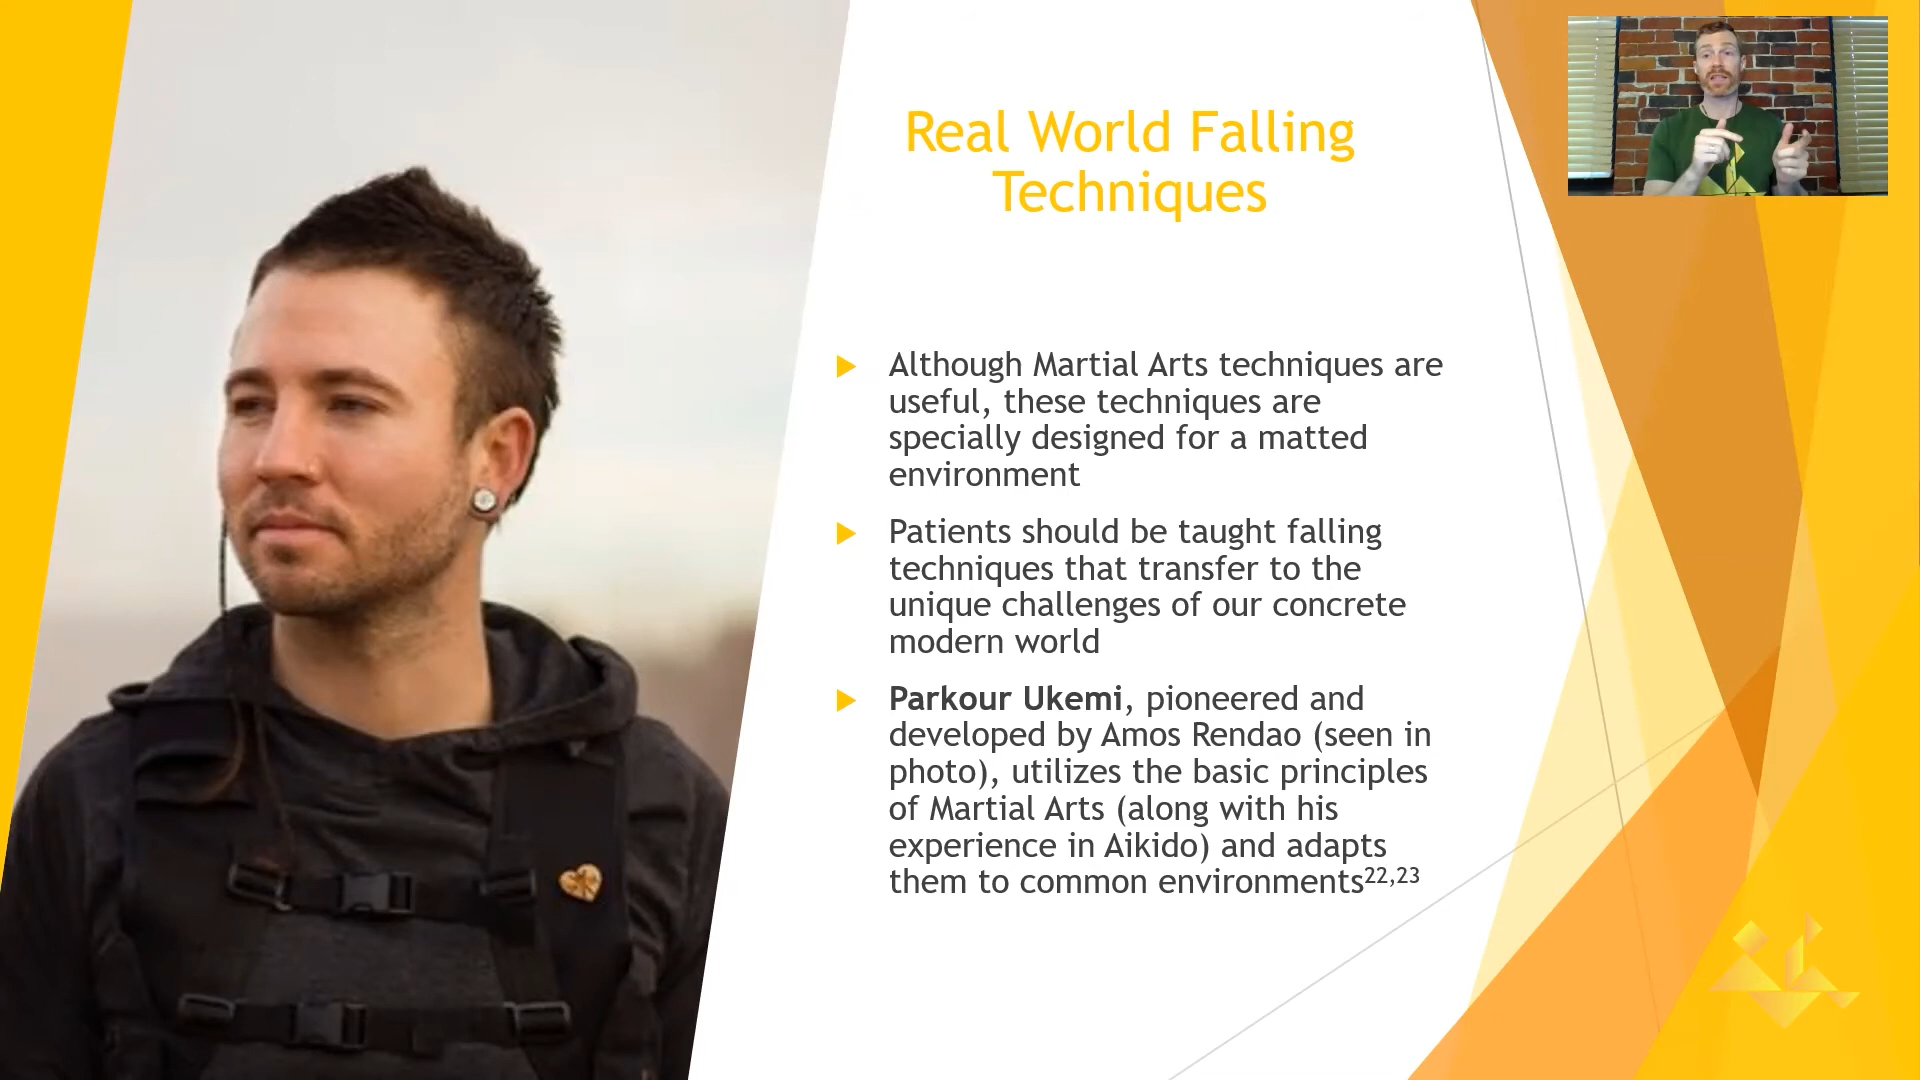 Real World Falling
Techniques
Although Martial Arts techniques are
useful, these techniques are
specially designed for a matted
environment
Patients should be taught falling
techniques that transfer to the
unique challenges of our concrete
modern world
Parkour Ukemi, pioneered and
developed by Amos Rendao (seen in
photo), utilizes the basic principles
of Martial Arts (along with his
experience in Aikido) and adapts
them to common environments22,23